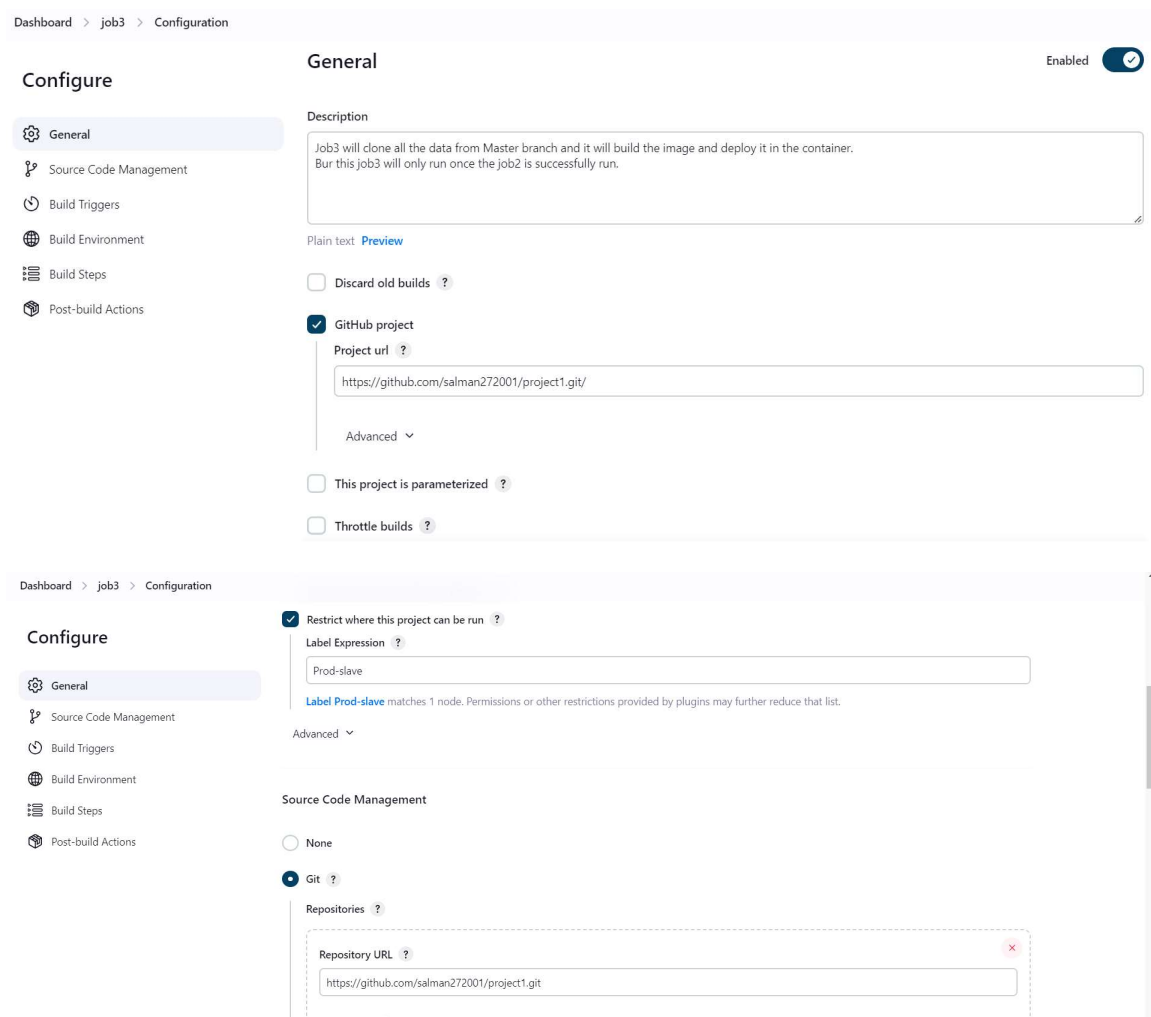 Dashboard > job3 > Configuration
Configure
General
Source Code Management
Build Triggers
Build Environment
Build Steps
Post-build Actions
General
Enabled
Description
Job3 will clone all the data from Master branch and it will build the image and deploy it in the container.
Bur this job3 will only run once the job2 is successfully run.
Plain text Preview
Discard old builds ?
GitHub project
Project url ?
https://github.com/salman272001/project1.git/
Advanced
This project is parameterized ?
Throttle builds ?
Dashboard > job3 > Configuration
Configure
General
Source Code Management
Build Triggers
Build Environment
Build Steps
Post-build Actions
Restrict where this project can be run ?
Label Expression ?
Prod-slave
Label Prod-slave matches 1 node. Permissions or other restrictions provided by plugins may further reduce that list.
Advanced
Source Code Management
None
Git ?
Repositories ?
Repository URL ?
https://github.com/salman272001/project1.git